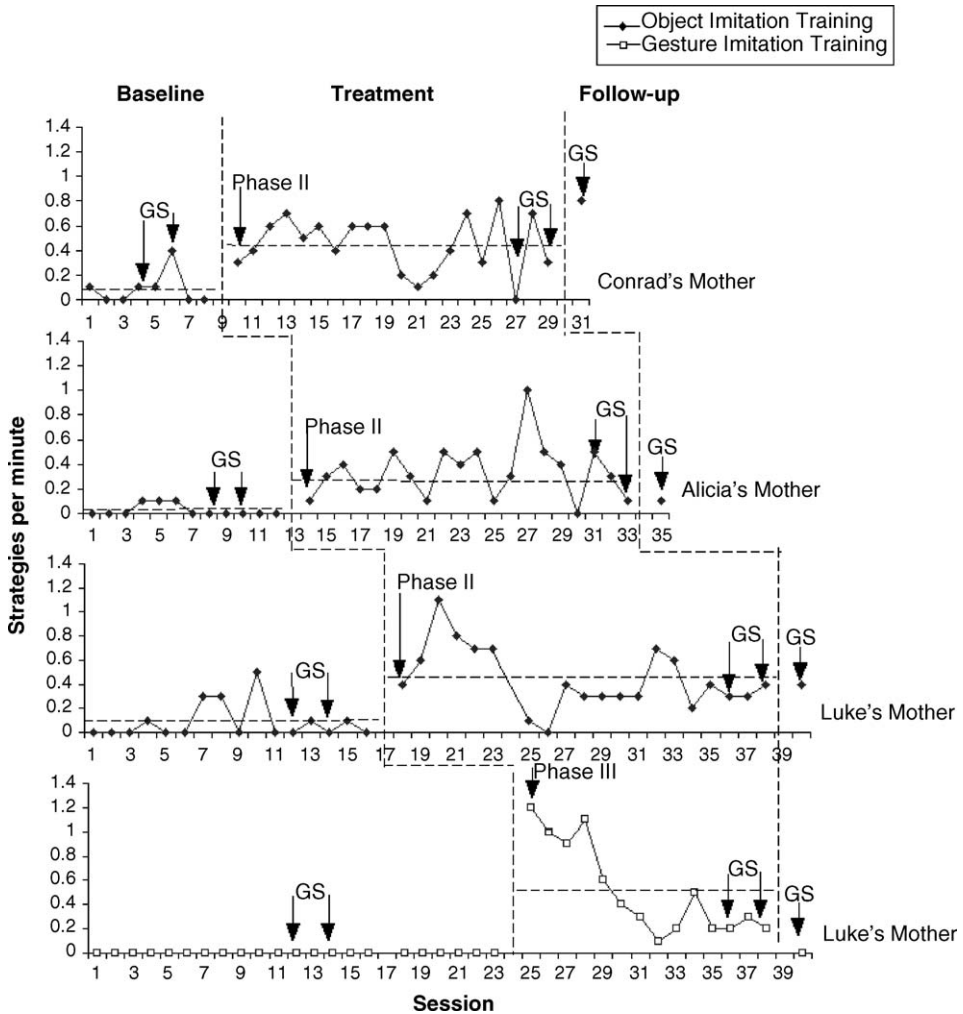 Object Imitation Training
Gesture Imitation Training
Baseline Treatment Follow-up
1.4
1.2
1
0.8
0.6
0.4
0.2
0
GS
Phase II
GS
GS
Conrad's Mother
1 3 5 7 9 11 13 15 17 19 21 23 25 27 29 31
1.4
1.2
1
0.8
0.6
0.4
0.2
0
GS
Phase II
GS
GS
Alicia's Mother
1 3 5 7 9 11 13 15 17 19 21 23 25 27 29 31 33 35
Strategies per minute
1.4
1.2
1
0.8
0.6
0.4
0.2
0
GS
Phase II
GS
GS
Luke's Mother
1 3 5 7 9 11 13 15 17 19 21 23 25 27 29 31 33 35 37 39
1.4
1.2
1
0.8
0.6
0.4
0.2
0
GS
Phase III
GS
GS
Luke's Mother
1 3 5 7 9 11 13 15 17 19 21 23 25 27 29 31 33 35 37 39
Session